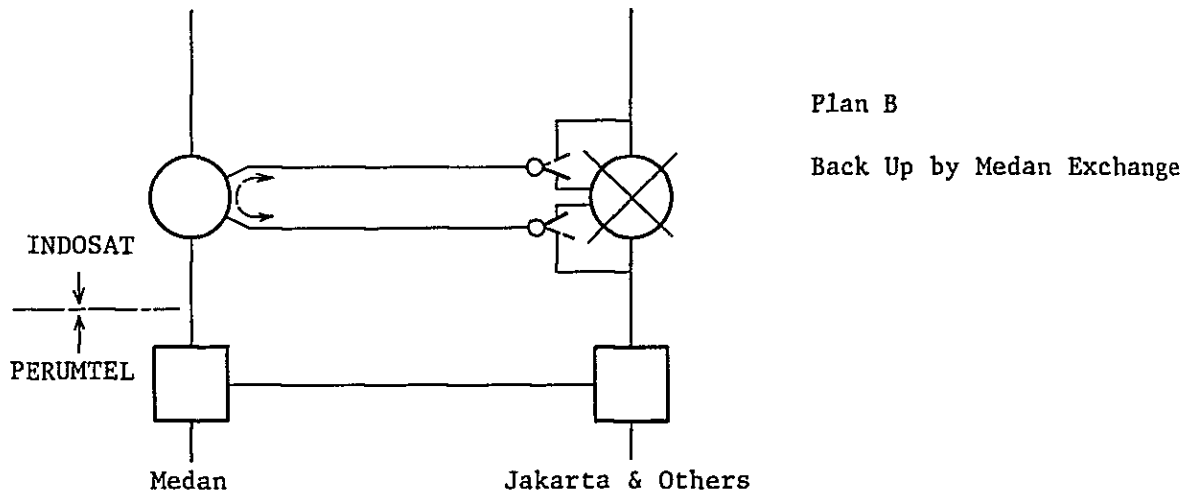 Plan B
Back Up by Medan Exchange
INDOSAT
PERUMTEL
Medan
Jakarta & Others